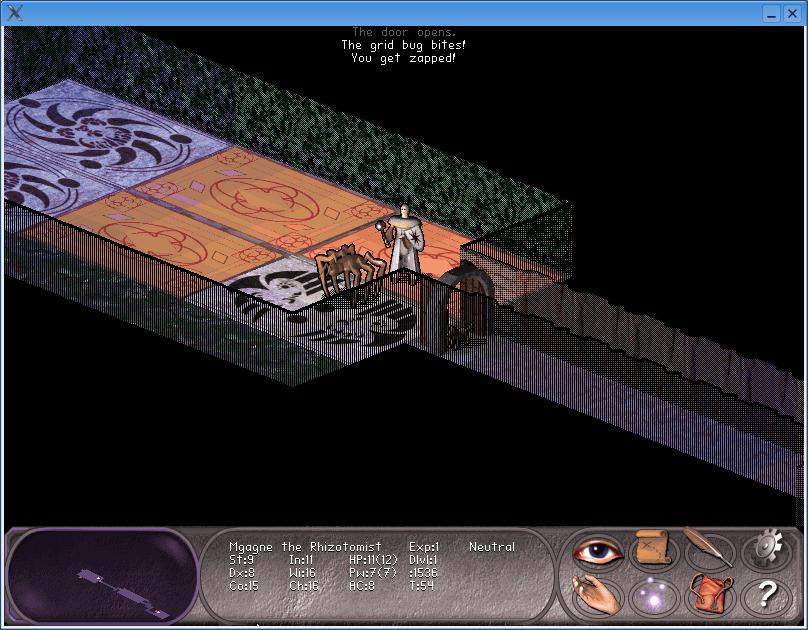 The door opens.
The grid bug bites!
You get zapped!
Mgagne the Rhizotomist Exp:1 Neutral
St:9 In:11 HP:11(12) Dlvl:1
Dx:8 Wi:16 Pw:7(7) :1536
Co:15 Ch:16 AC:8 T:54
?